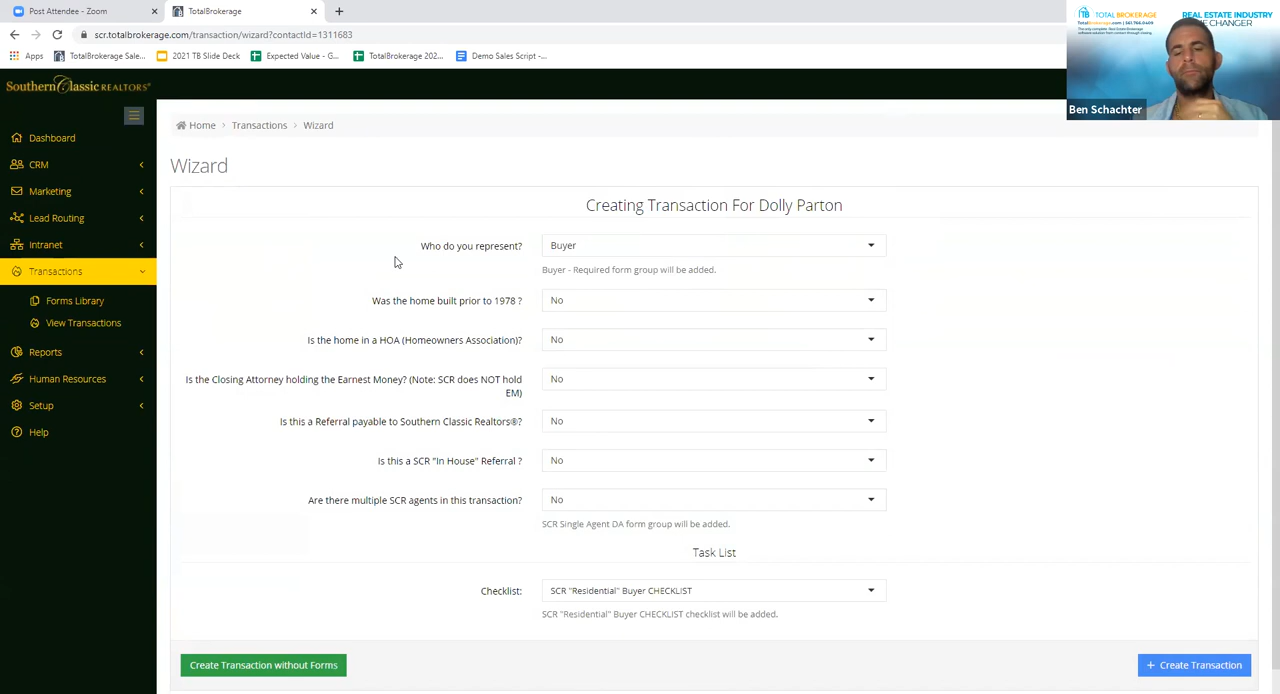 Post Attendee - Zoom
TotalBrokerage
scr.totalbrokerage.com/transaction/wizard?contactId=1311683
Apps
TotalBrokerage Sale...
2021 TB Slide Deck
Expected Value - G...
TotalBrokerage 202...
Demo Sales Script -...
TOTAL BROKERAGE
REAL ESTATE INDUSTRY
TotalBrokerage.com | 561.766.0409
Ben Schachter
Southern Classic REALTORS®
Dashboard
CRM
Marketing
Lead Routing
Intranet
Transactions
Forms Library
View Transactions
Reports
Human Resources
Setup
Help
Home
Transactions
Wizard
Wizard
Creating Transaction For Dolly Parton
Who do you represent?
Buyer
Buyer - Required form group will be added.
Was the home built prior to 1978 ?
No
Is the home in a HOA (Homeowners Association)?
No
Is the Closing Attorney holding the Earnest Money? (Note: SCR does NOT hold
EM)
No
Is this a Referral payable to Southern Classic Realtors®?
No
Is this a SCR "In House" Referral ?
No
Are there multiple SCR agents in this transaction?
No
SCR Single Agent DA form group will be added.
Task List
Checklist:
SCR "Residential" Buyer CHECKLIST
SCR "Residential" Buyer CHECKLIST checklist will be added.
Create Transaction without Forms
+ Create Transaction